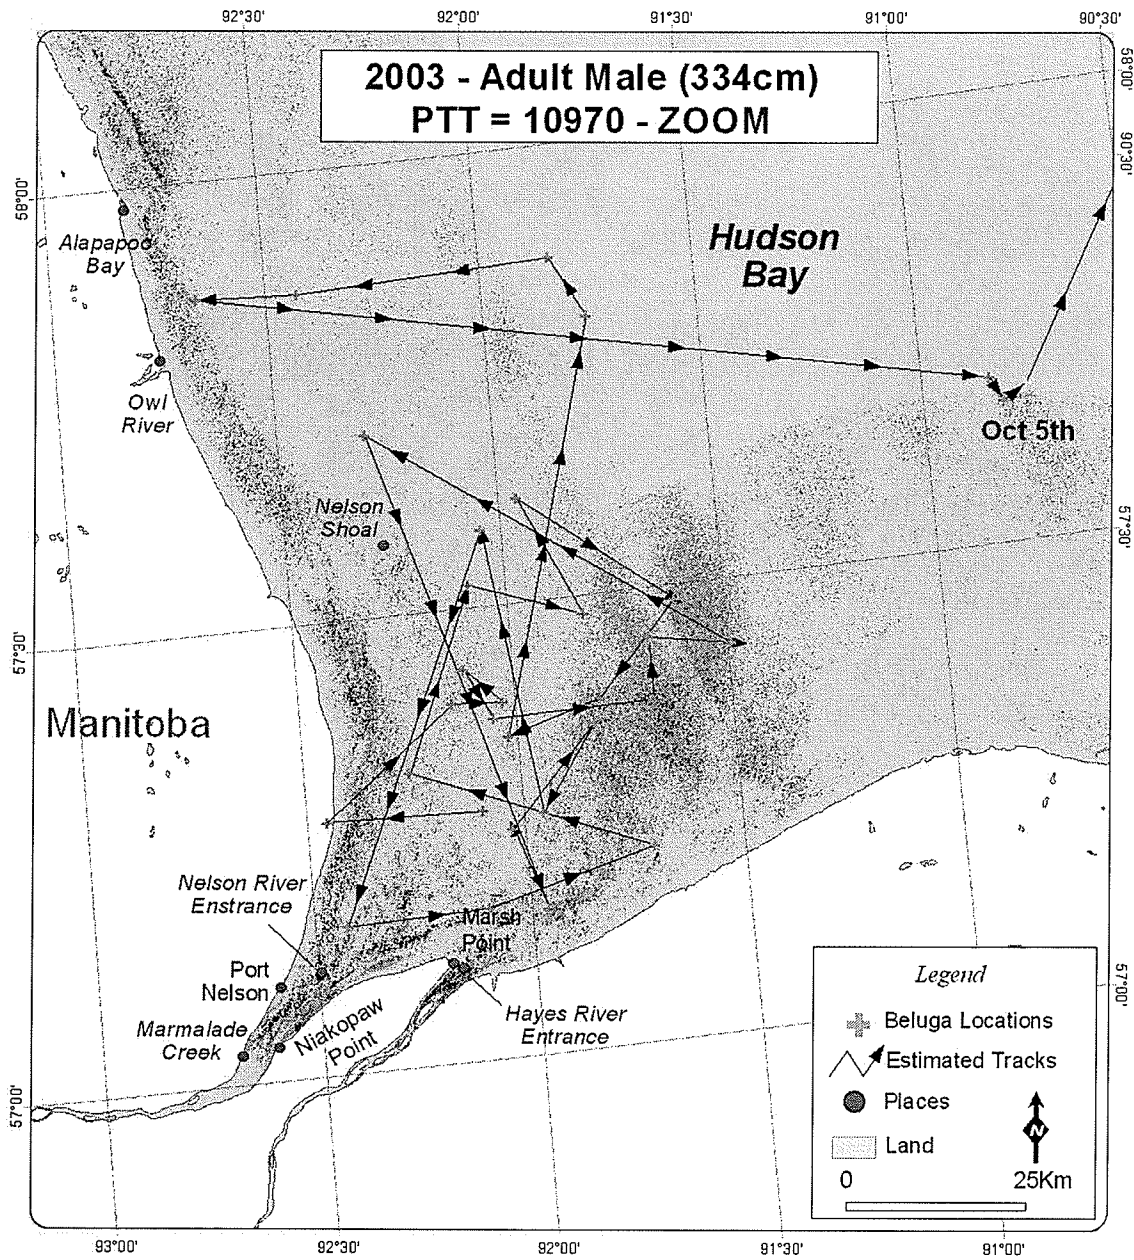 92°30'
92°00'
91°30'
91°00'
90°30'
2003 - Adult Male (334cm)
PTT = 10970 - ZOOM
58°00'
90°30'
58°00'
Alapapoo
Bay
Hudson
Bay
Owl
River
Oct 5th
Nelson
Shoal
57°30'
57°30'
Manitoba
Nelson River
Enstrance
Marsh
Point
Port
Nelson
Hayes River
Entrance
Marmalade
Creek
Niakopaw
Point
57°00'
57°00'
Legend
Beluga Locations
Estimated Tracks
Places
N
Land
0
25Km
93°00'
92°30'
92°00'
91°30'
91°00'